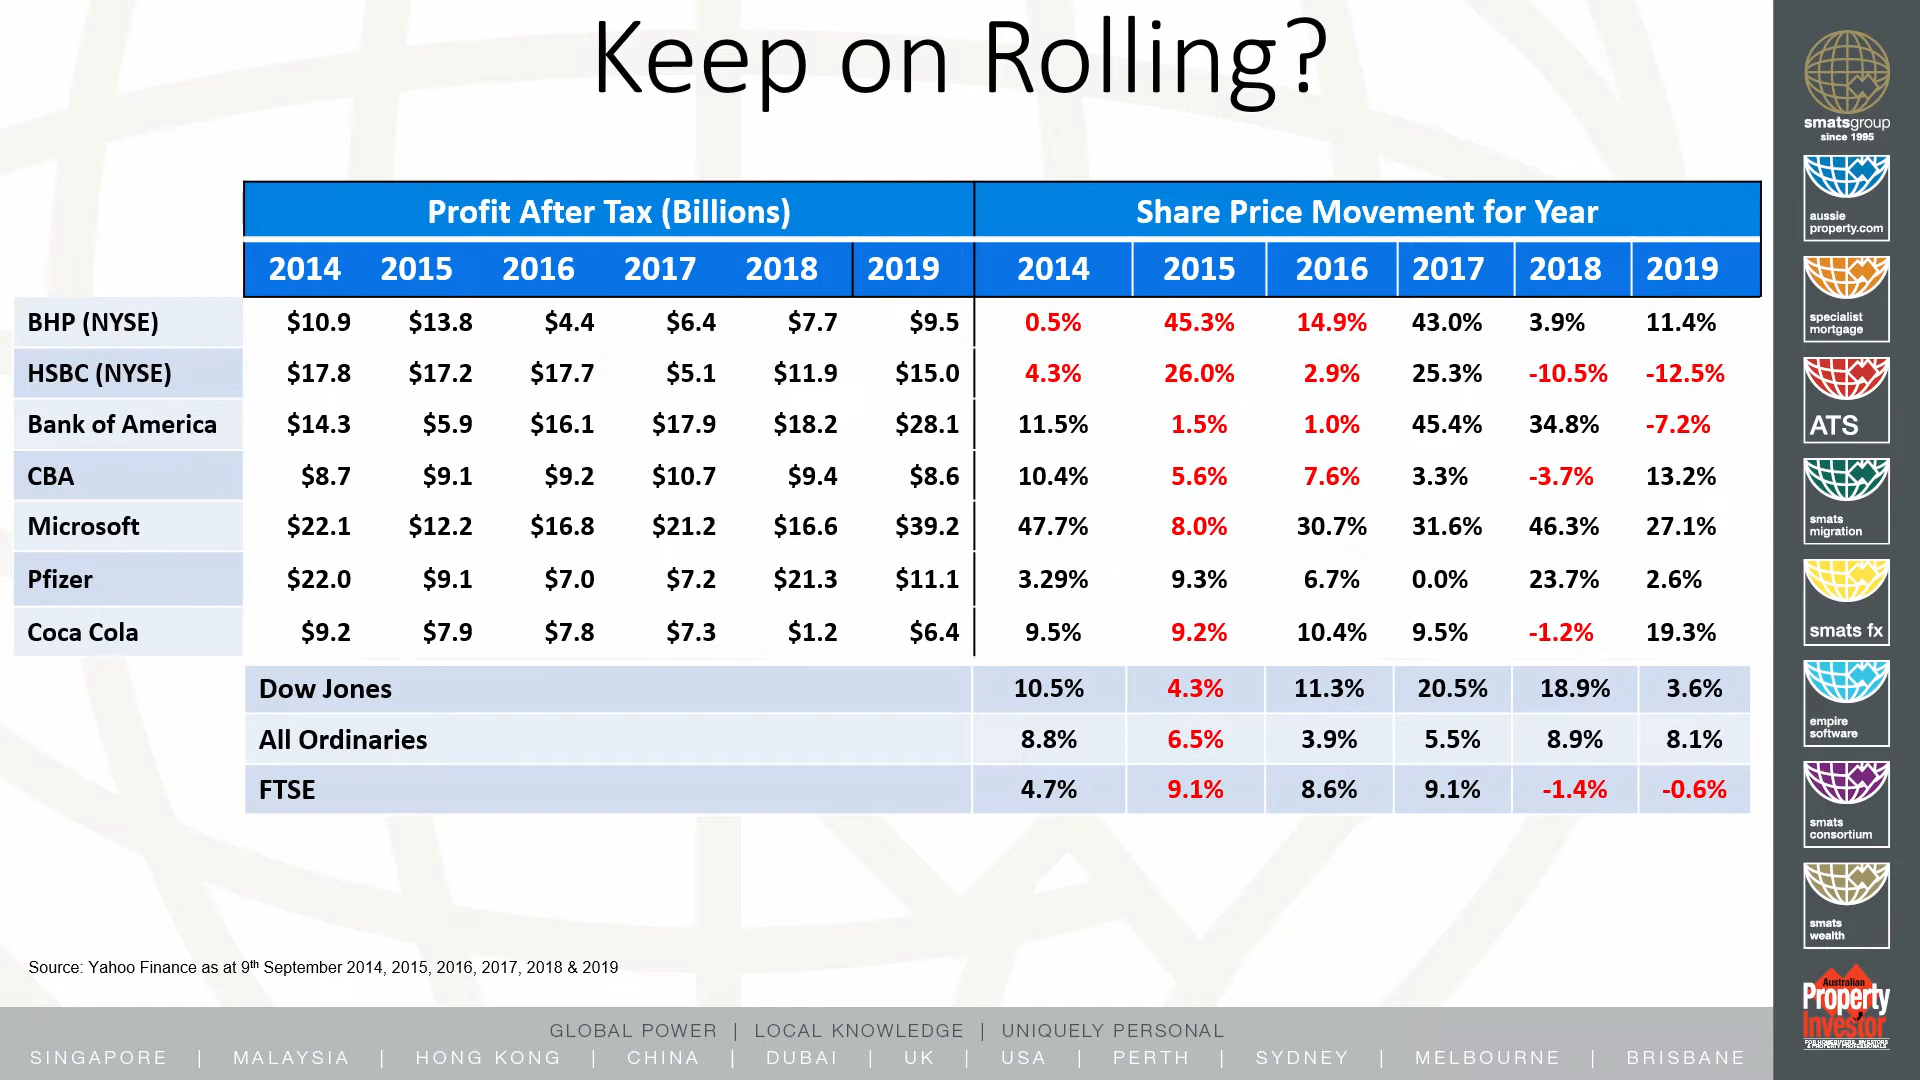 Keep on Rolling?
Profit After Tax (Billions) Share Price Movement for Year
2014 2015 2016 2017 2018 2019 2014 2015 2016 2017 2018 2019
BHP (NYSE) $10.9 $13.8 $4.4 $6.4 $7.7 $9.5 0.5% 45.3% 14.9% 43.0% 3.9% 11.4%
HSBC (NYSE) $17.8 $17.2 $17.7 $5.1 $11.9 $15.0 4.3% 26.0% 2.9% 25.3% -10.5% -12.5%
Bank of America $14.3 $5.9 $16.1 $17.9 $18.2 $28.1 11.5% 1.5% 1.0% 45.4% 34.8% -7.2%
CBA $8.7 $9.1 $9.2 $10.7 $9.4 $8.6 10.4% 5.6% 7.6% 3.3% -3.7% 13.2%
Microsoft $22.1 $12.2 $16.8 $21.2 $16.6 $39.2 47.7% 8.0% 30.7% 31.6% 46.3% 27.1%
Pfizer $22.0 $9.1 $7.0 $7.2 $21.3 $11.1 3.29% 9.3% 6.7% 0.0% 23.7% 2.6%
Coca Cola $9.2 $7.9 $7.8 $7.3 $1.2 $6.4 9.5% 9.2% 10.4% 9.5% -1.2% 19.3%
Dow Jones 10.5% 4.3% 11.3% 20.5% 18.9% 3.6%
All Ordinaries 8.8% 6.5% 3.9% 5.5% 8.9% 8.1%
FTSE 4.7% 9.1% 8.6% 9.1% -1.4% -0.6%
Source: Yahoo Finance as at 9th September 2014, 2015, 2016, 2017, 2018 & 2019
GLOBAL POWER | LOCAL KNOWLEDGE | UNIQUELY PERSONAL
SINGAPORE | MALAYSIA | HONG KONG | CHINA | DUBAI | UK | USA | PERTH | SYDNEY | MELBOURNE | BRISBANE
smatsgroup
since 1995
aussie
property.com
specialist
mortgage
ATS
smats
migration
smats fx
empire
software
smats
consortium
smats
wealth
Australian
Property
Investor
FOR HOMEBUYERS, INVESTORS
& PROPERTY PROFESSIONALS